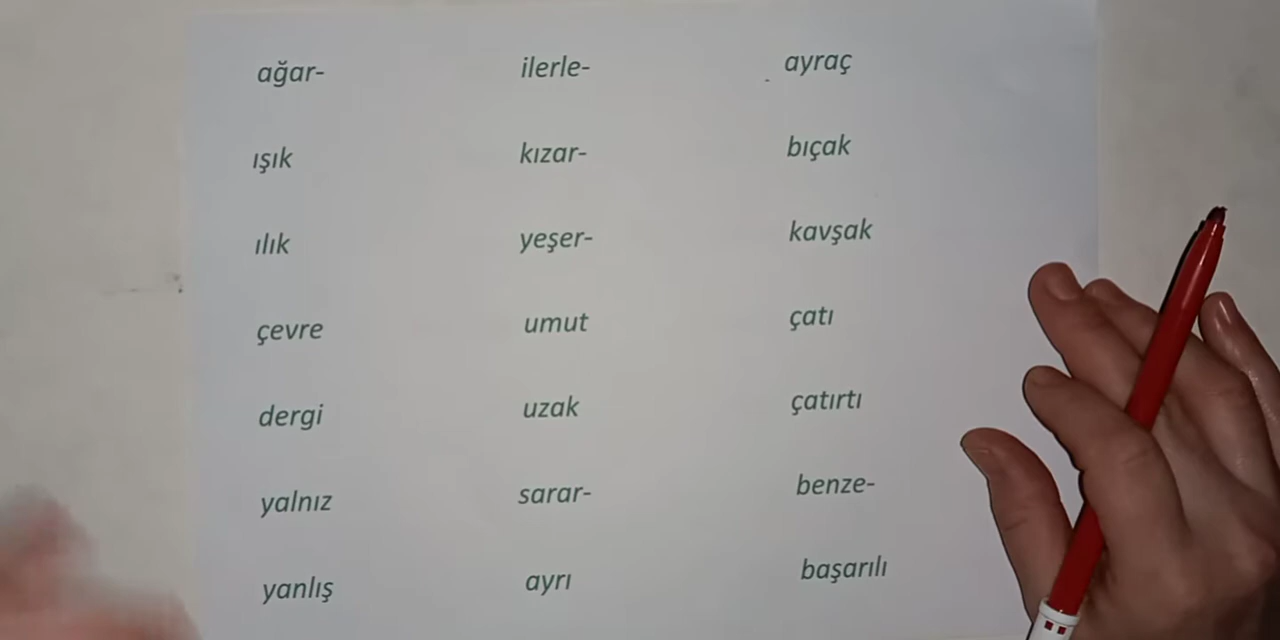 ağar- ilerle- ayraç
ışık kızar- bıçak
ılık yeşer- kavşak
çevre umut çatı
dergi uzak çatırtı
yalnız sarar- benze-
yanlış ayrı başarılı